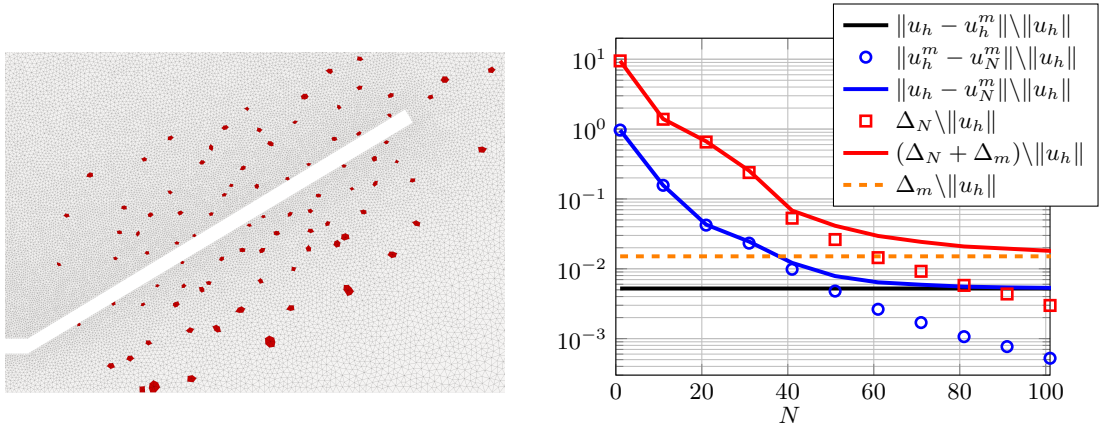 ‖u_h − u_h^m‖\‖u_h‖
‖u_h^m − u_N^m‖\‖u_h‖
‖u_h − u_N^m‖\‖u_h‖
Δ_N\‖u_h‖
(Δ_N + Δ_m)\‖u_h‖
Δ_m\‖u_h‖
10^1
10^0
10^{−1}
10^{−2}
10^{−3}
0 20 40 60 80 100
N